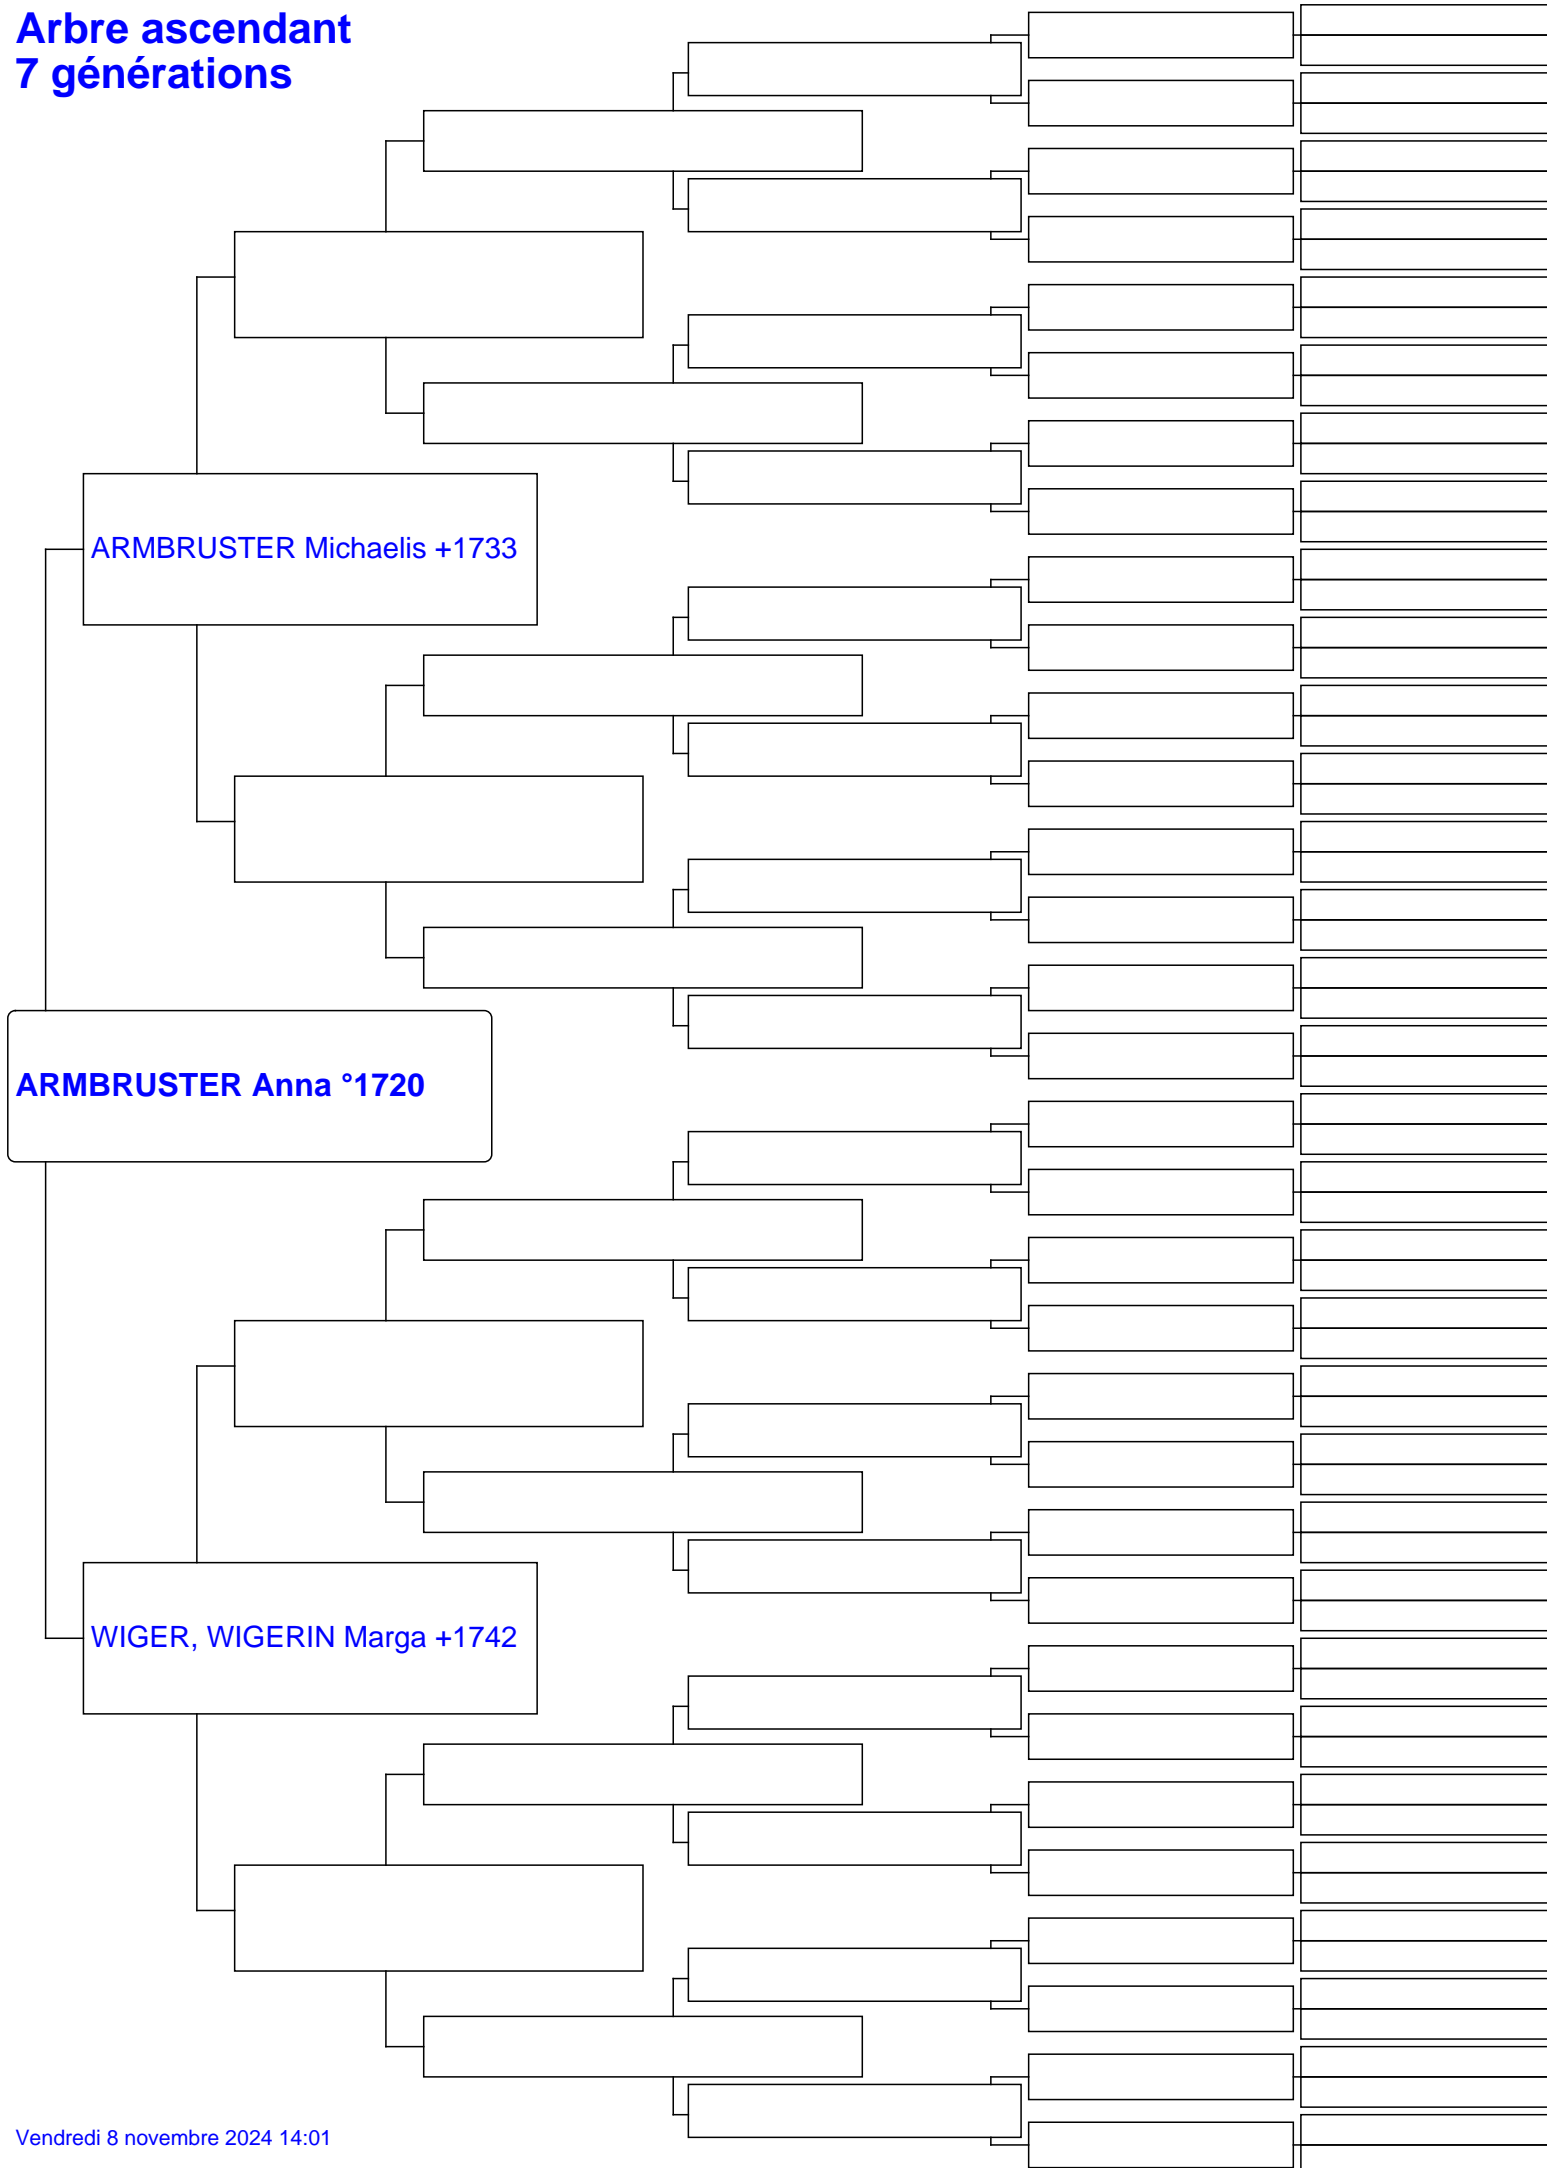 Arbre ascendant
7 générations
ARMBRUSTER Michaelis +1733
ARMBRUSTER Anna °1720
WIGER, WIGERIN Marga +1742
Vendredi 8 novembre 2024 14:01